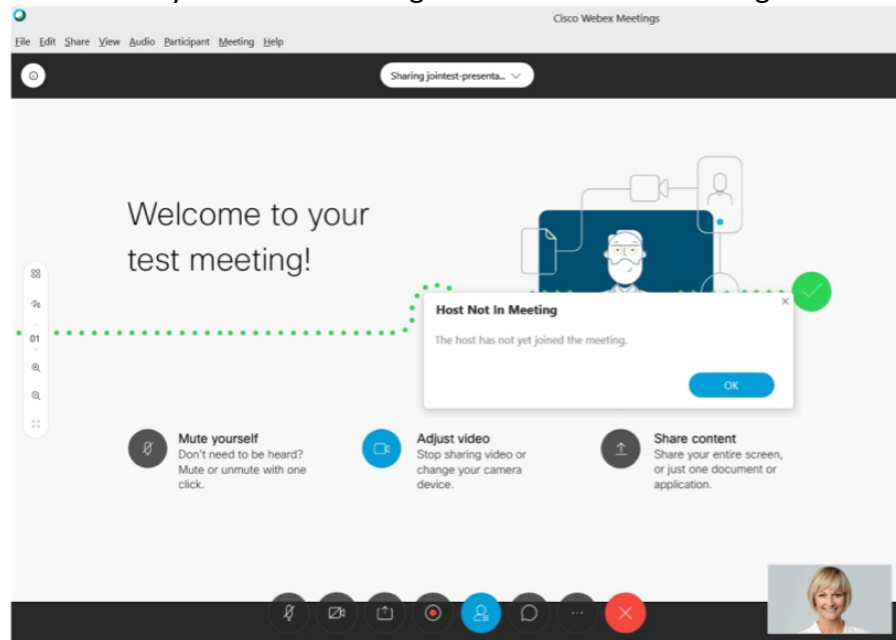 Cisco Webex Meetings
File Edit Share View Audio Participant Meeting Help
Sharing jointest-presenta...
Welcome to your
test meeting!
01
Host Not In Meeting
The host has not yet joined the meeting.
OK
Mute yourself
Don't need to be heard?
Mute or unmute with one
click.
Adjust video
Stop sharing video or
change your camera
device.
Share content
Share your entire screen,
or just one document or
application.